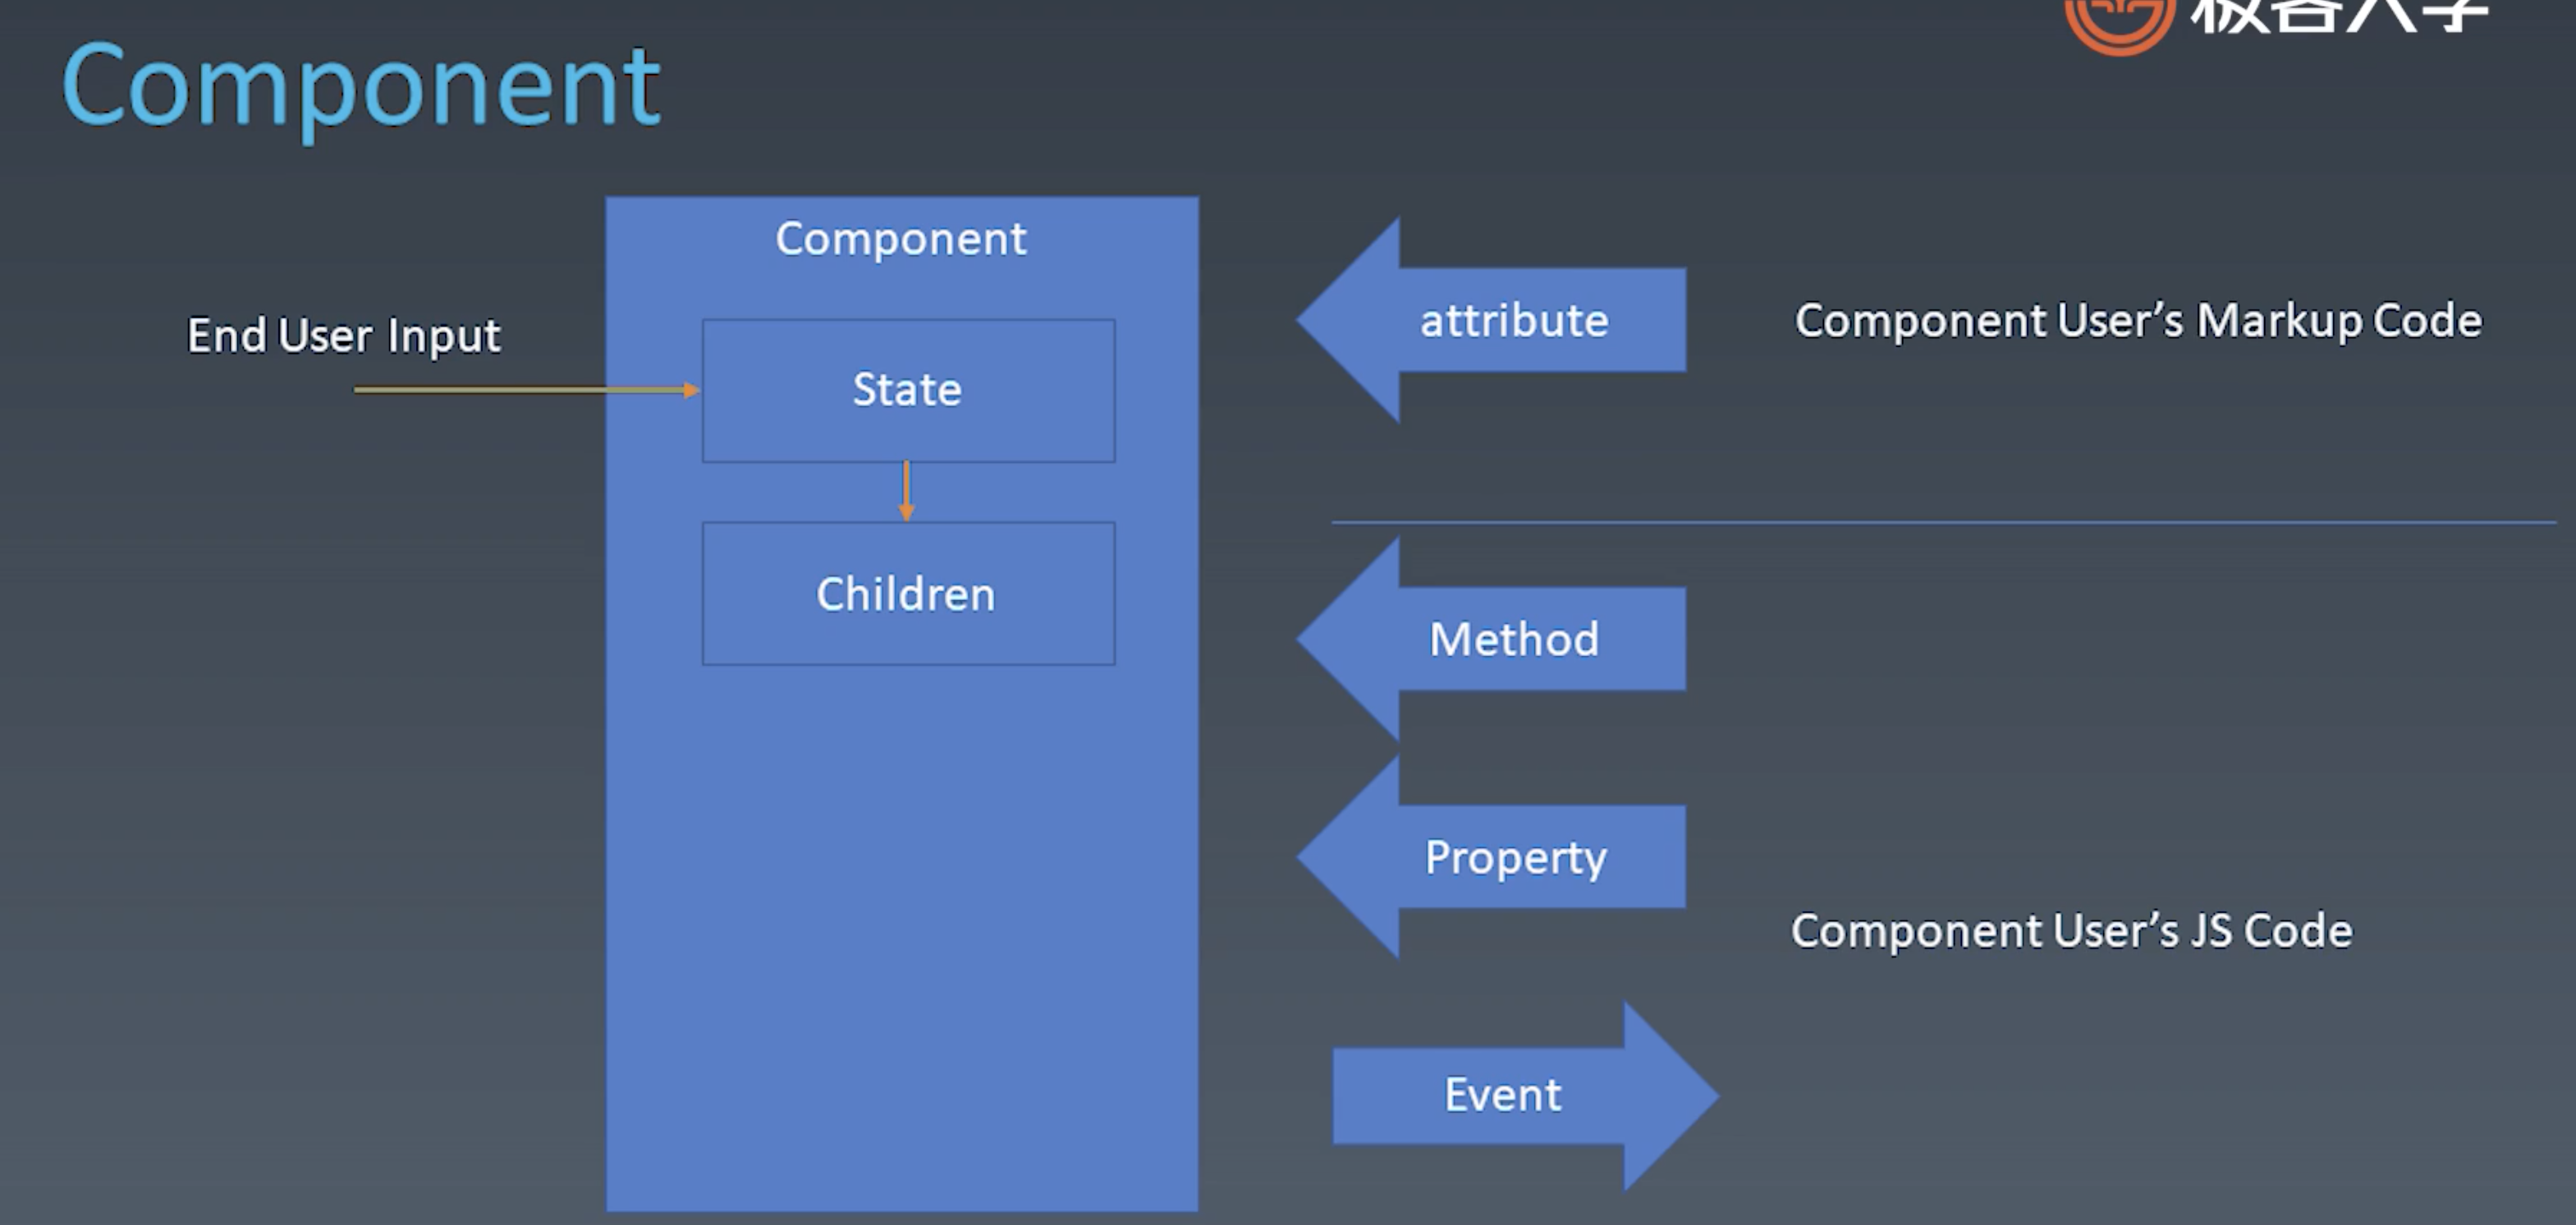 Component
Component
End User Input
State
Children
attribute
Component User’s Markup Code
Method
Property
Component User’s JS Code
Event